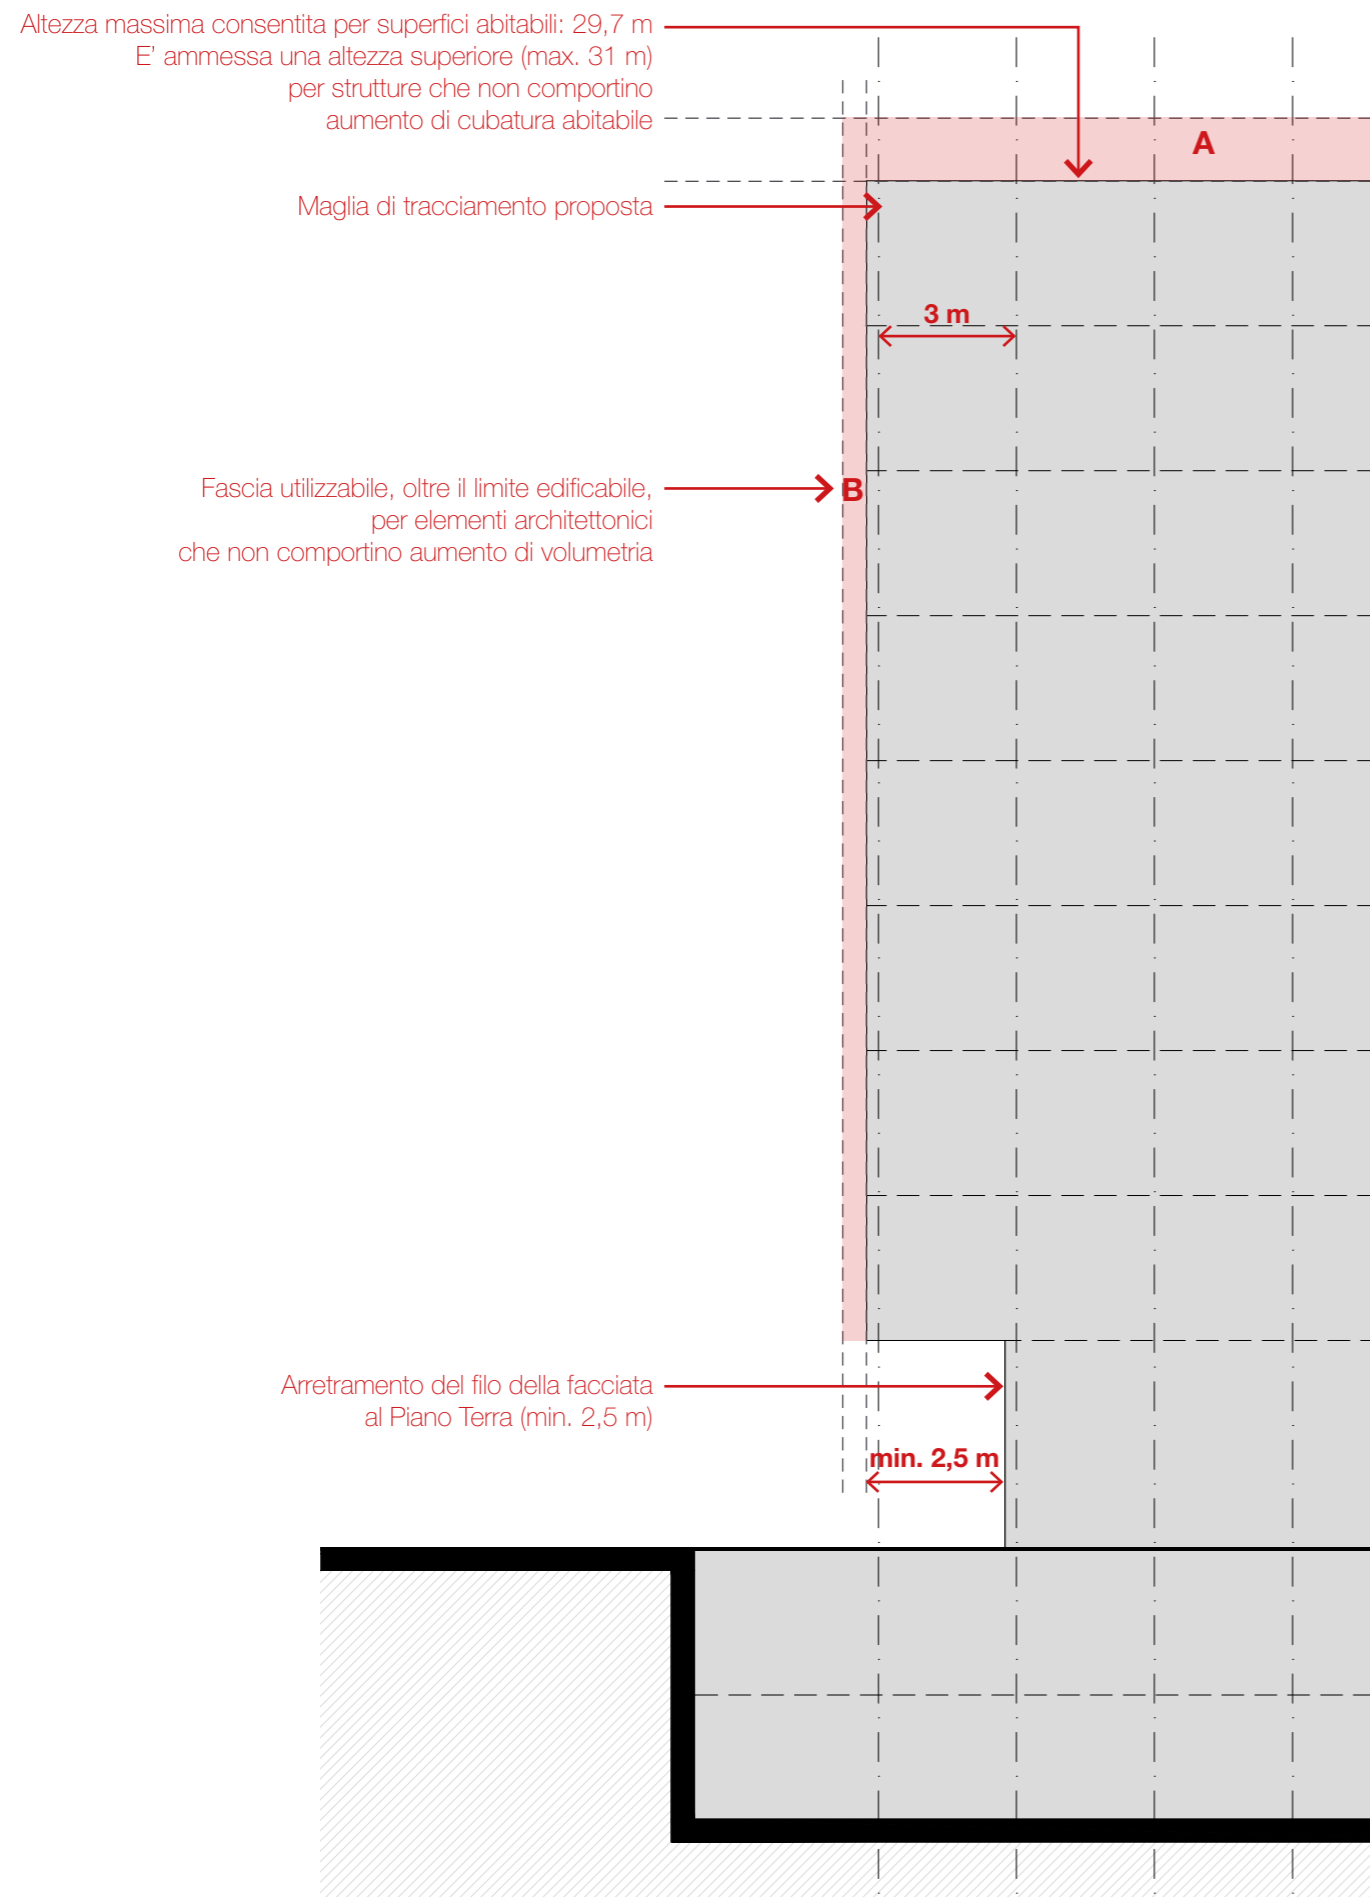 Altezza massima consentita per superfici abitabili: 29,7 m
E' ammessa una altezza superiore (max. 31 m)
per strutture che non comportino
aumento di cubatura abitabile
A
Maglia di tracciamento proposta
3 m
Fascia utilizzabile, oltre il limite edificabile,
B
per elementi architettonici
che non comportino aumento di volumetria
Arretramento del filo della facciata
al Piano Terra (min. 2,5 m)
min. 2,5 m